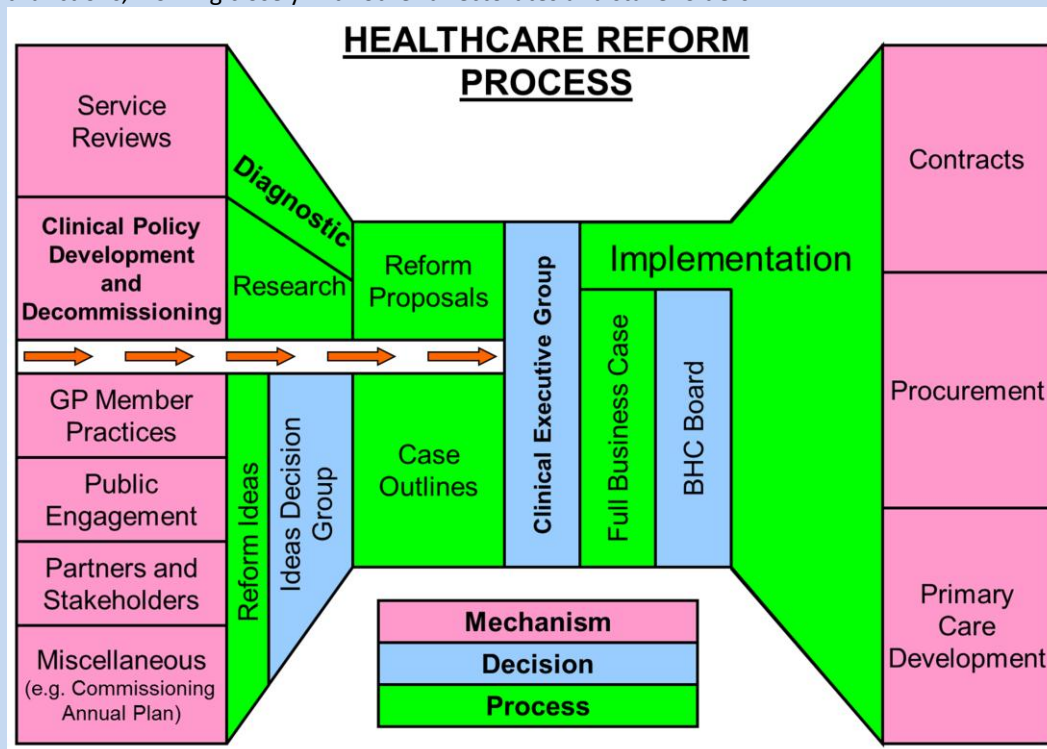 HEALTHCARE REFORM
PROCESS
Service
Reviews
Clinical Policy
Development
and
Decommissioning
Diagnostic
Research
Reform
Proposals
GP Member
Practices
Public
Engagement
Partners and
Stakeholders
Miscellaneous
(e.g. Commissioning
Annual Plan)
Reform Ideas
Ideas Decision
Group
Case
Outlines
Clinical Executive Group
Implementation
Full Business Case
BHC Board
Contracts
Procurement
Primary
Care
Development
Mechanism
Decision
Process